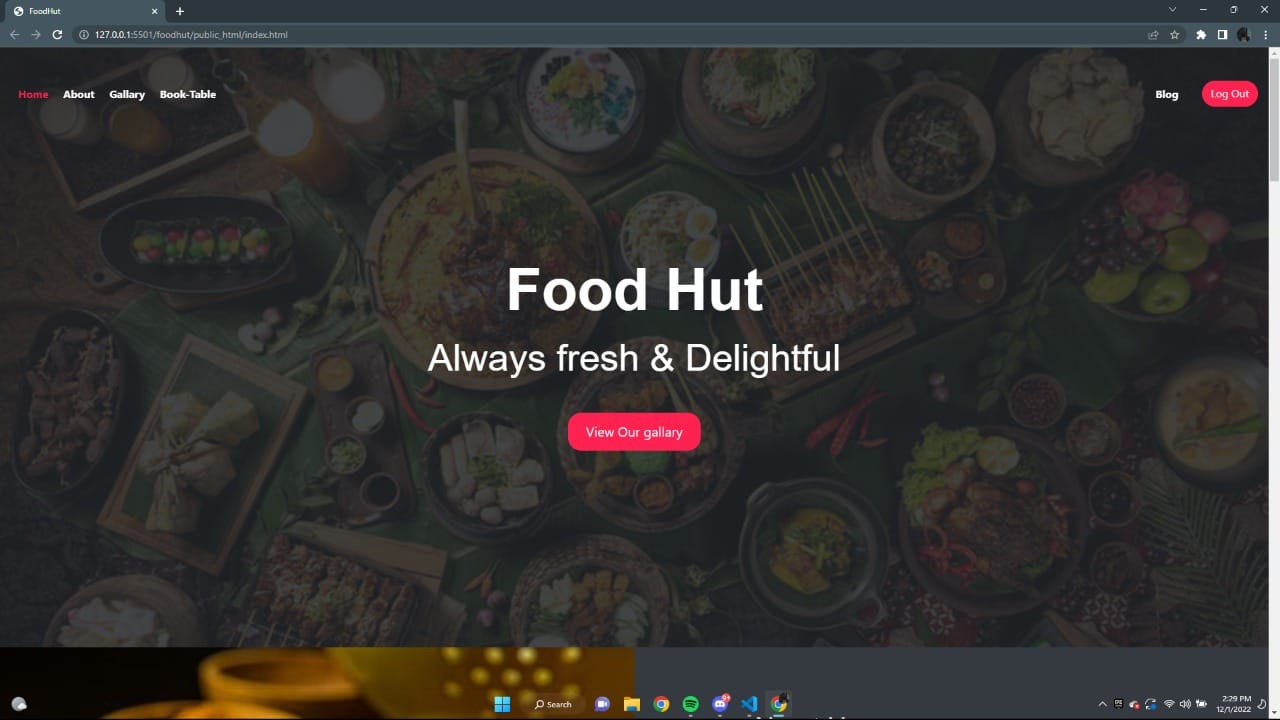 FoodHut
127.0.0.1:5501/foodhut/public_html/index.html
Home About Gallary Book-Table Blog Log Out
Food Hut
Always fresh & Delightful
View Our gallary
Search
2:29 PM
12/1/2022